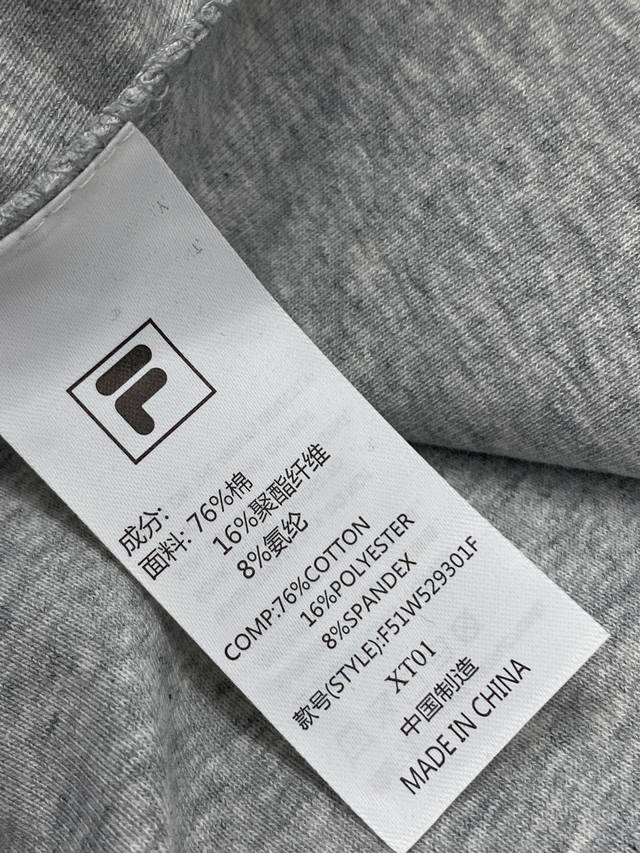 F
成分:
面料: 76%棉
16%聚酯纤维
8%氨纶
COMP:76%COTTON
16%POLYESTER
8%SPANDEX
款号(STYLE):F51W529301F
XT01
中国制造
MADE IN CHINA